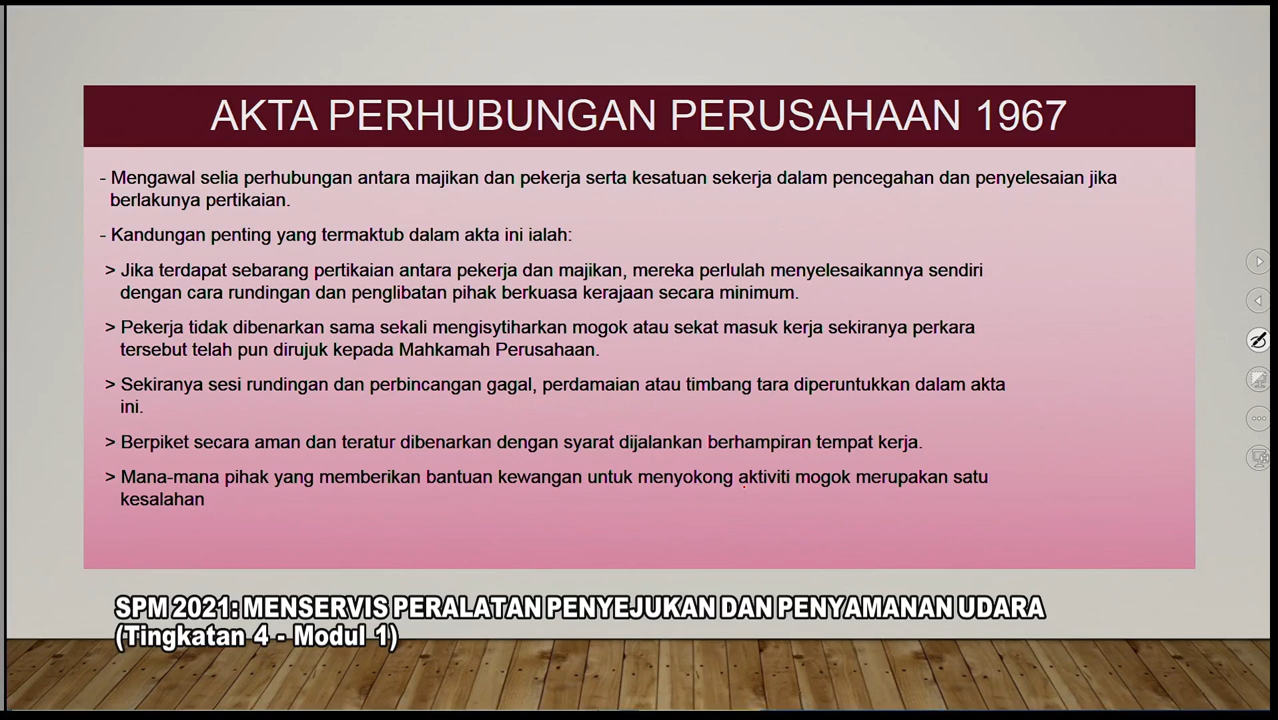 AKTA PERHUBUNGAN PERUSAHAAN 1967
- Mengawal selia perhubungan antara majikan dan pekerja serta kesatuan sekerja dalam pencegahan dan penyelesaian jika
berlakunya pertikaian.
- Kandungan penting yang termaktub dalam akta ini ialah:
> Jika terdapat sebarang pertikaian antara pekerja dan majikan, mereka perlulah menyelesaikannya sendiri
dengan cara rundingan dan penglibatan pihak berkuasa kerajaan secara minimum.
> Pekerja tidak dibenarkan sama sekali mengisytiharkan mogok atau sekat masuk kerja sekiranya perkara
tersebut telah pun dirujuk kepada Mahkamah Perusahaan.
> Sekiranya sesi rundingan dan perbincangan gagal, perdamaian atau timbang tara diperuntukkan dalam akta
ini.
> Berpiket secara aman dan teratur dibenarkan dengan syarat dijalankan berhampiran tempat kerja.
> Mana-mana pihak yang memberikan bantuan kewangan untuk menyokong aktiviti mogok merupakan satu
kesalahan
SPM 2021: MENSERVIS PERALATAN PENYEJUKAN DAN PENYAMANAN UDARA
(Tingkatan 4 - Modul 1)